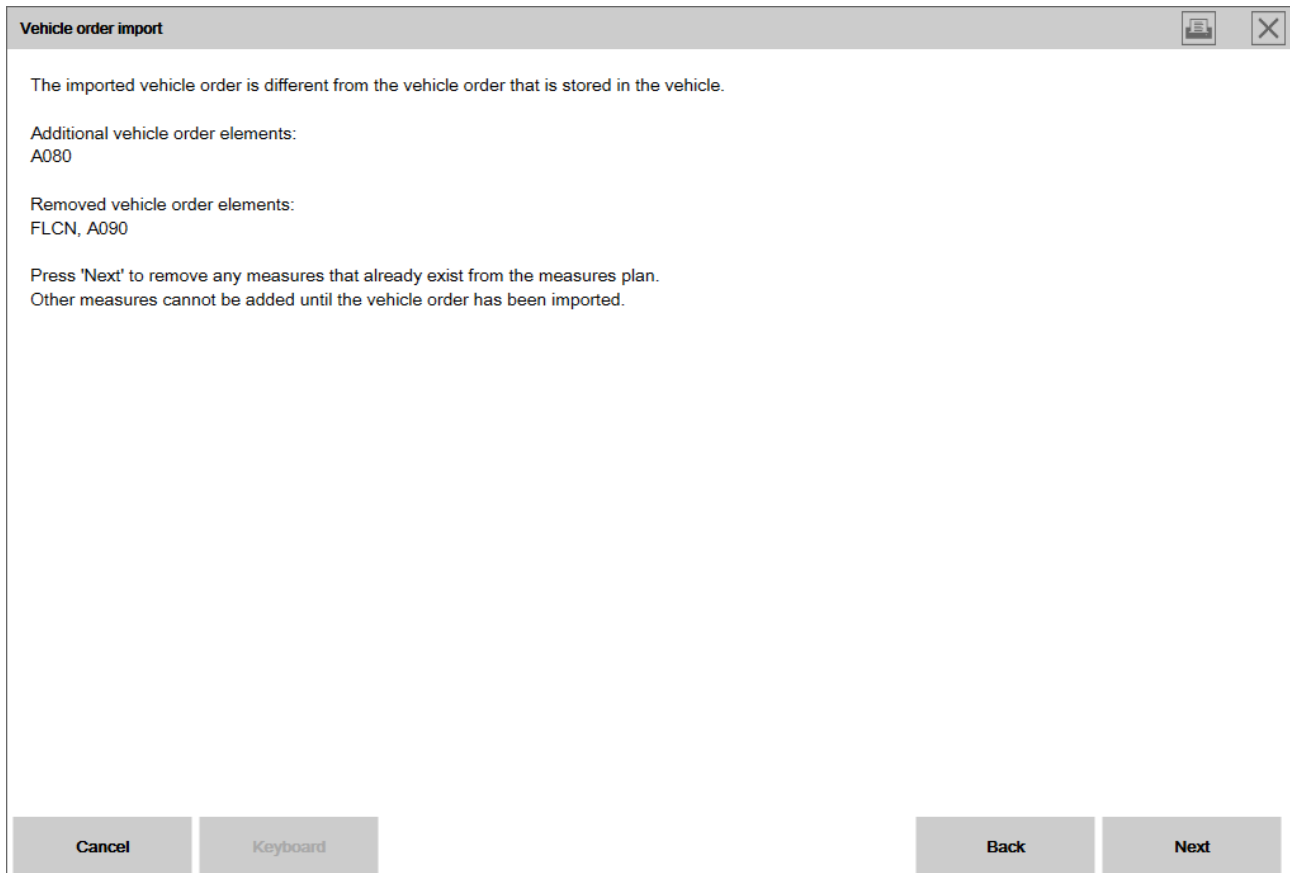 Vehicle order import
The imported vehicle order is different from the vehicle order that is stored in the vehicle.
Additional vehicle order elements:
A080
Removed vehicle order elements:
FLCN, A090
Press 'Next' to remove any measures that already exist from the measures plan.
Other measures cannot be added until the vehicle order has been imported.
Cancel
Keyboard
Back
Next